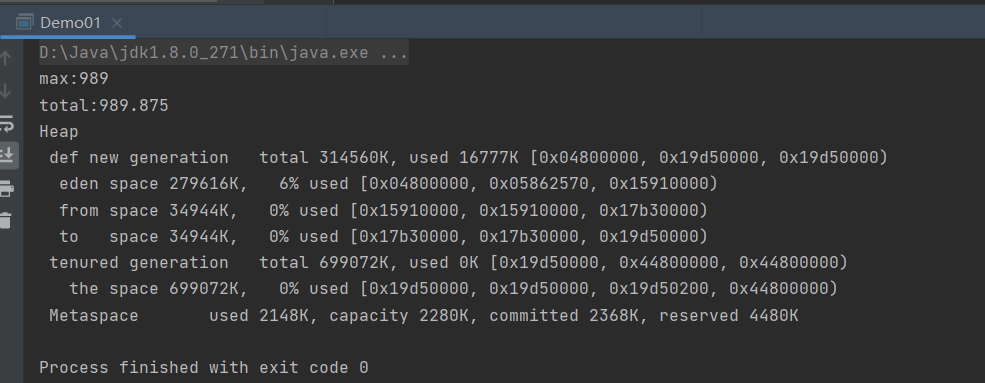 Demo01
D:\Java\jdk1.8.0_271\bin\java.exe ...
max:989
total:989.875
Heap
 def new generation   total 314560K, used 16777K [0x04800000, 0x19d50000, 0x19d50000)
  eden space 279616K,   6% used [0x04800000, 0x05862570, 0x15910000)
  from space 34944K,   0% used [0x15910000, 0x15910000, 0x17b30000)
  to   space 34944K,   0% used [0x17b30000, 0x17b30000, 0x19d50000)
 tenured generation   total 699072K, used 0K [0x19d50000, 0x44800000, 0x44800000)
   the space 699072K,   0% used [0x19d50000, 0x19d50000, 0x19d50200, 0x44800000)
 Metaspace       used 2148K, capacity 2280K, committed 2368K, reserved 4480K
Process finished with exit code 0